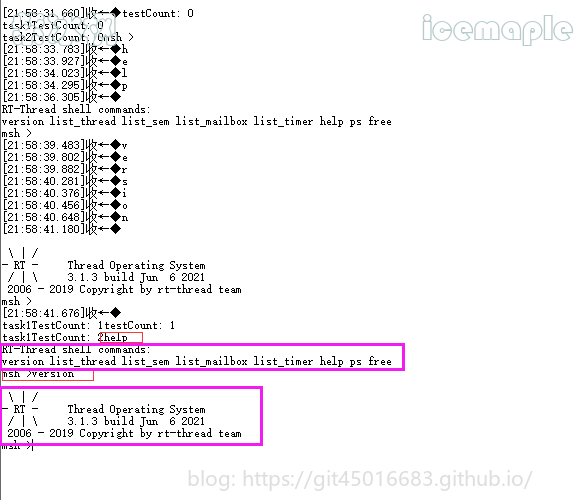 icemaple
[21:58:31.660]收←◆testCount: 0
task1TestCount: 0
task2TestCount: 0msh >
[21:58:33.783]收←◆h
[21:58:33.927]收←◆e
[21:58:34.023]收←◆l
[21:58:34.295]收←◆p
[21:58:36.305]收←◆
RT-Thread shell commands:
version list_thread list_sem list_mailbox list_timer help ps free
msh >
[21:58:39.483]收←◆v
[21:58:39.802]收←◆e
[21:58:39.882]收←◆r
[21:58:40.281]收←◆s
[21:58:40.376]收←◆i
[21:58:40.456]收←◆o
[21:58:40.648]收←◆n
[21:58:41.180]收←◆
\ | /
- RT -     Thread Operating System
/ | \     3.1.3 build Jun  6 2021
2006 - 2019 Copyright by rt-thread team
msh >
[21:58:41.676]收←◆
task1TestCount: 1testCount: 1
task1TestCount: 2help
RT-Thread shell commands:
version list_thread list_sem list_mailbox list_timer help ps free
msh >version
\ | /
- RT -     Thread Operating System
/ | \     3.1.3 build Jun  6 2021
2006 - 2019 Copyright by rt-thread team
msh >
blog: https://git45016683.github.io/